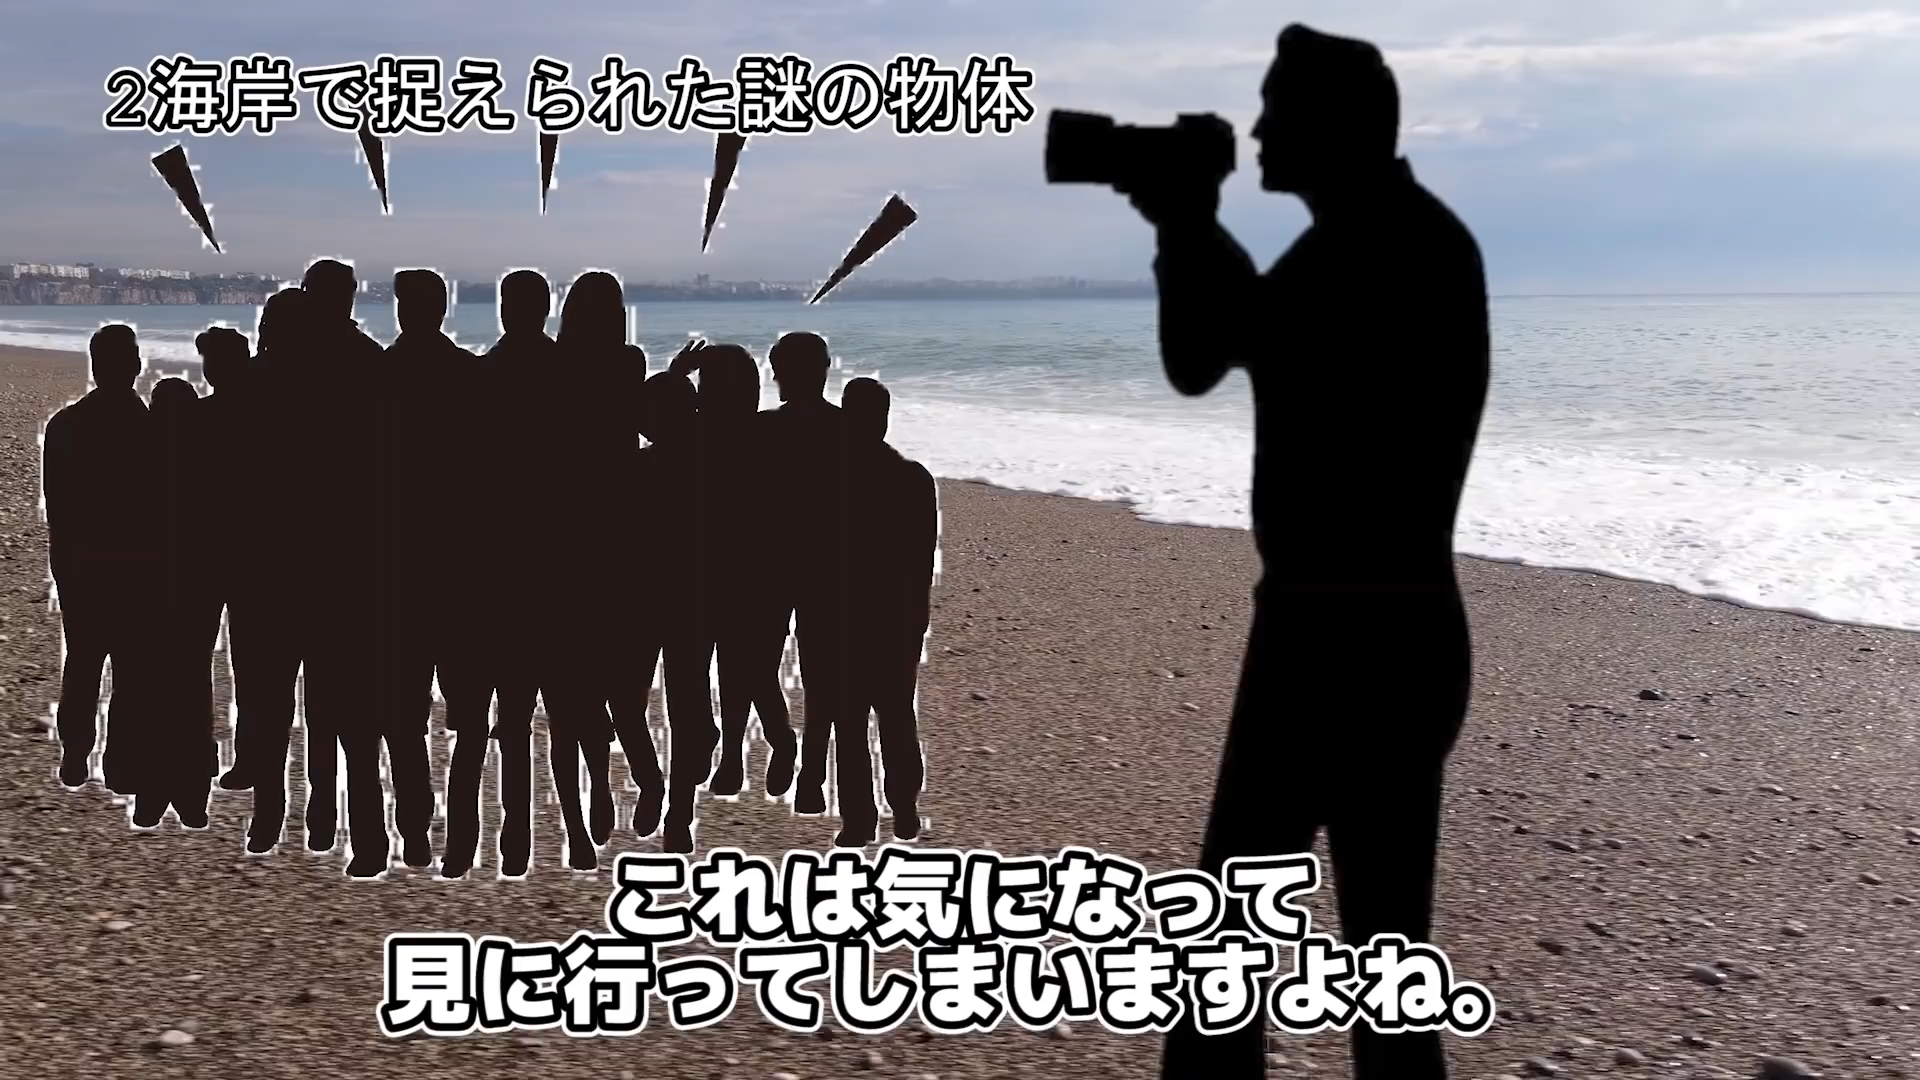 2海岸で捉えられた謎の物体
これは気になって
見に行ってしまいますよね。